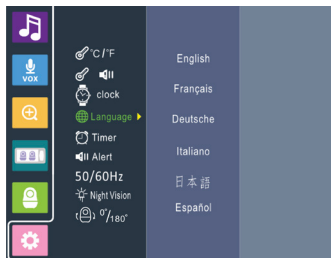 VOX
°C/°F
clock
Language
Timer
Alert
50/60Hz
Night Vision
0°/180°
English
Français
Deutsche
Italiano
日本語
Español